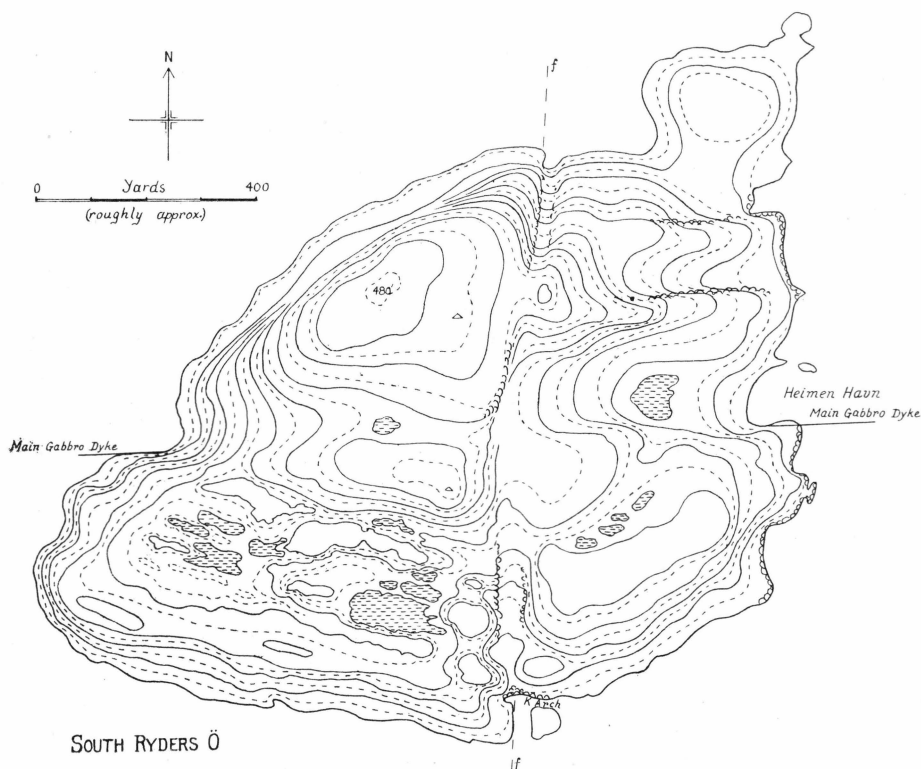 N
f
0 Yards 400
(roughly approx.)
480
Heimen Havn
Main Gabbro Dyke
Main Gabbro Dyke
K Arch
SOUTH RYDERS Ö
f